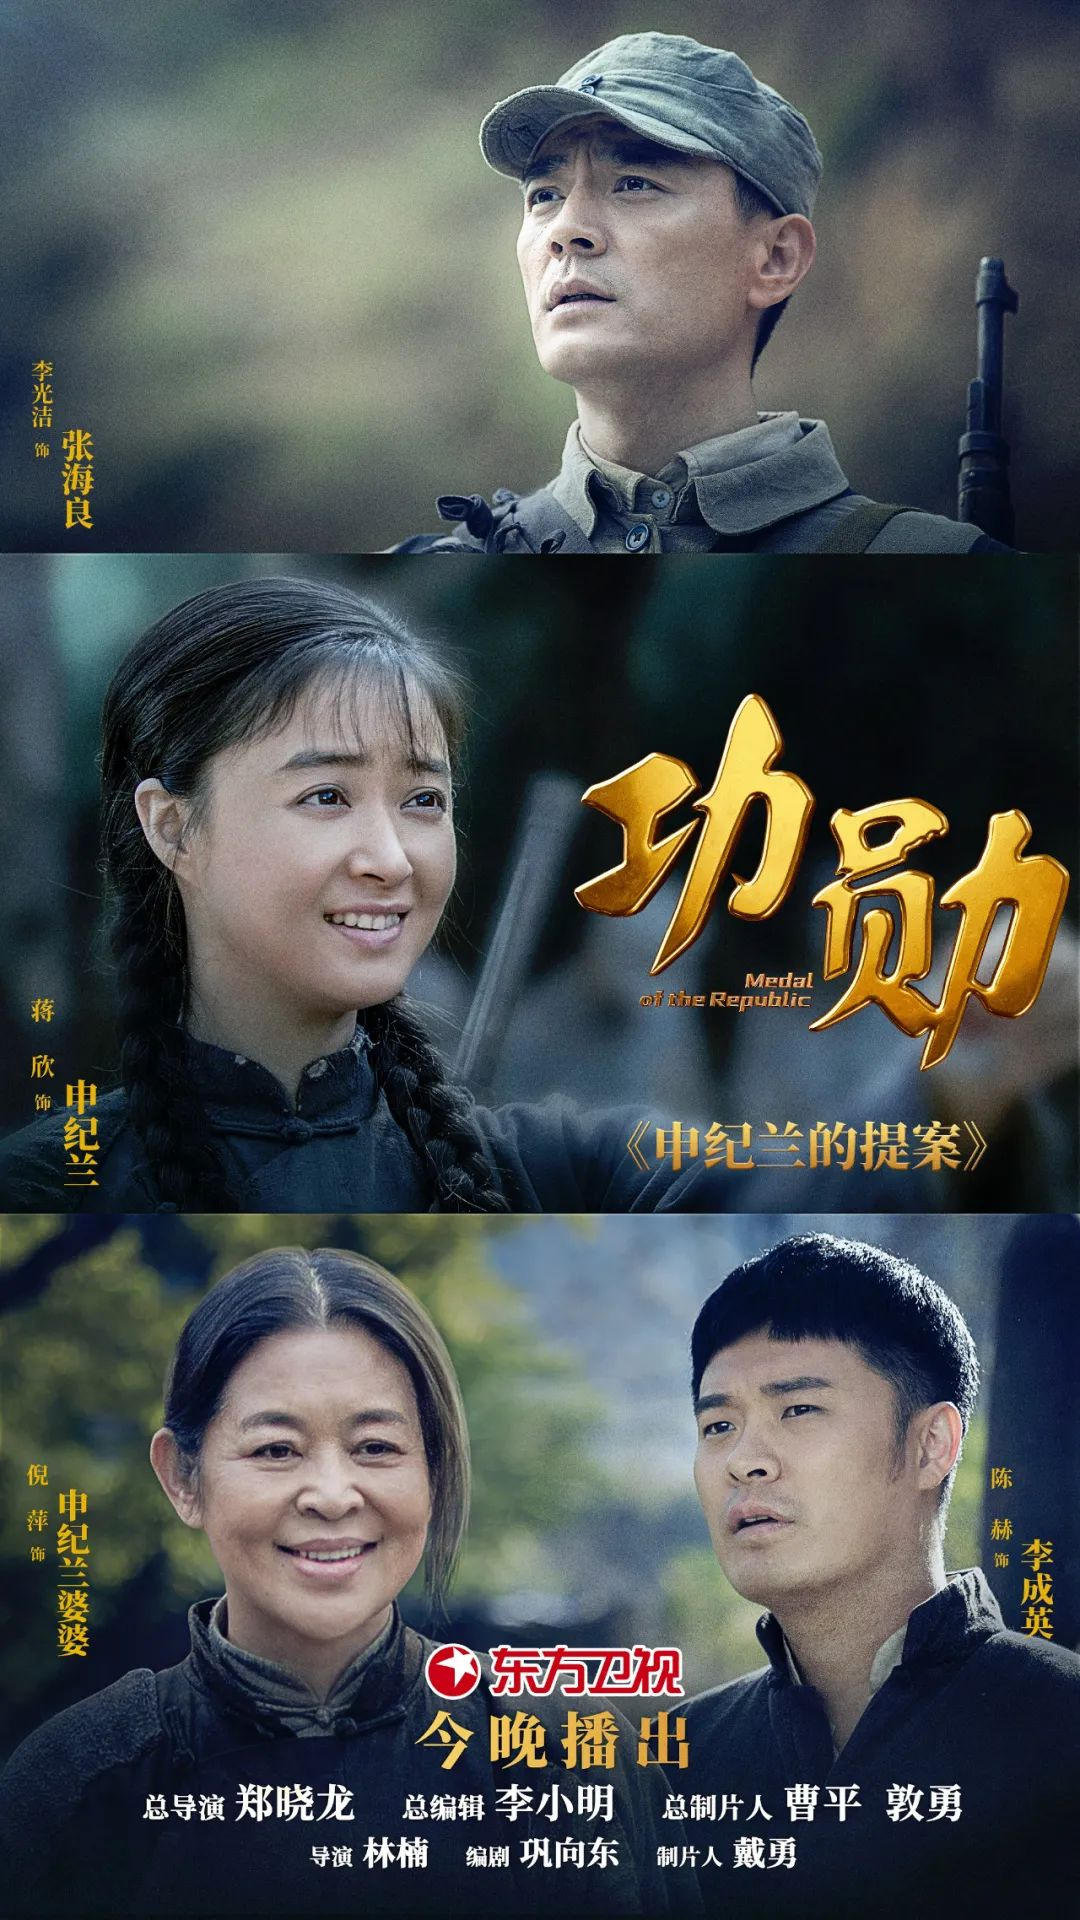 李光洁 饰
张海良
功勋
Medal
of the Republic
蒋欣 饰
申纪兰
《申纪兰的提案》
倪萍 饰
申纪兰婆婆
陈赫 饰
李成英
东方卫视
今晚播出
总导演 郑晓龙 总编辑 李小明 总制片人 曹平 敦勇
导演 林楠 编剧 巩向东 制片人 戴勇